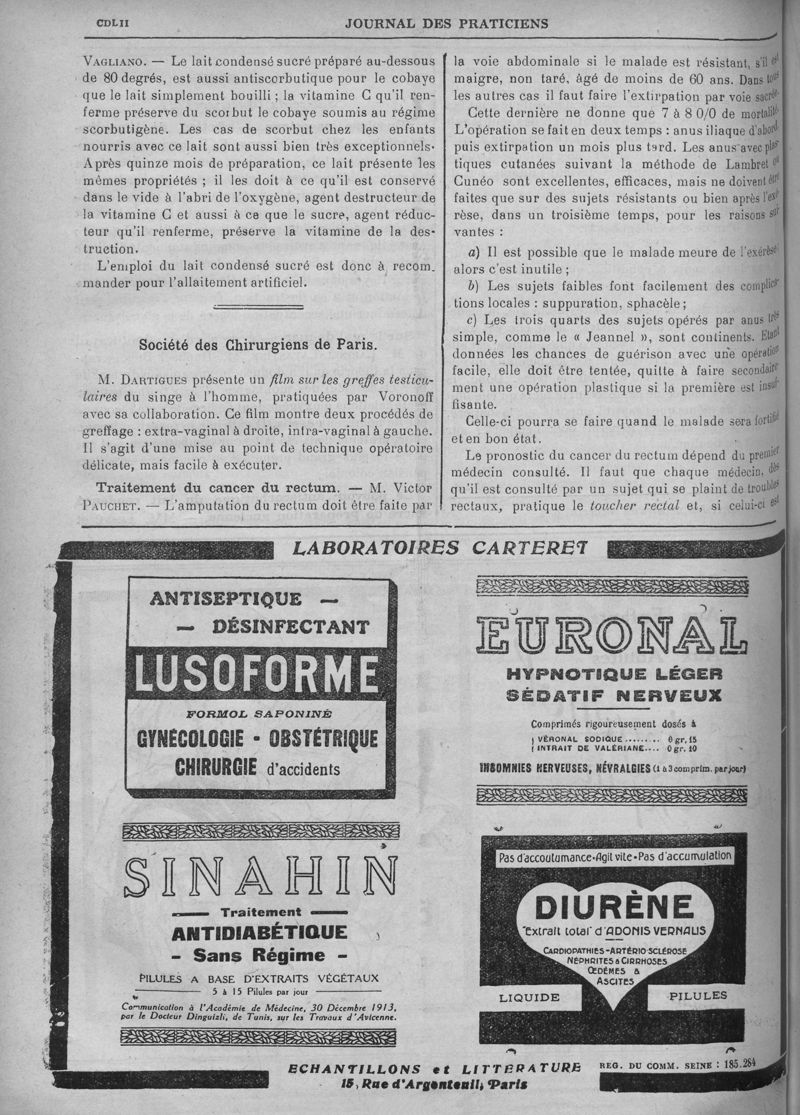 CDLII
JOURNAL DES PRATICIENS
VAGLIANO. — Le lait condensé sucré préparé au-dessous
de 80 degrés, est aussi antiscorbutique pour le cobaye
que le lait simplement bouilli ; la vitamine C qu'il ren-
ferme préserve du scorbut le cobaye soumis au régime
scorbutigène. Les cas de scorbut chez les enfants
nourris avec ce lait sont aussi bien très exceptionnels.
Après quinze mois de préparation, ce lait présente les
mêmes propriétés ; il les doit à ce qu'il est conservé
dans le vide à l'abri de l'oxygène, agent destructeur de
la vitamine C et aussi à ce que le sucre, agent réduc-
teur qu'il renferme, préserve la vitamine de la des-
truction.
L'emploi du lait condensé sucré est donc à recom.
mander pour l'allaitement artificiel.
Société des Chirurgiens de Paris.
M. DARTIGUES présente un film sur les greffes testicu-
laires du singe à l'homme, pratiquées par Voronoff
avec sa collaboration. Ce film montre deux procédés de
greffage : extra-vaginal à droite, intra-vaginal à gauche.
Il s'agit d'une mise au point de technique opératoire
délicate, mais facile à exécuter.
Traitement du cancer du rectum. — M. Victor
PAUCHET. — L'amputation du rectum doit être faite par
la voie abdominale si le malade est résistant, s'il est
maigre, non taré, âgé de moins de 60 ans. Dans tous
les autres cas il faut faire l'extirpation par voie sacrée.
Cette dernière ne donne que 7 à 8 0/0 de mortalité.
L'opération se fait en deux temps : anus iliaque d'abord
puis extirpation un mois plus tard. Les anus avec plas
tiques cutanées suivant la méthode de Lambret ou
Cunéo sont excellentes, efficaces, mais ne doivent être
faites que sur des sujets résistants ou bien après l'exé
rèse, dans un troisième temps, pour les raisons sui
vantes :
a) Il est possible que le malade meure de l'exérèse
alors c'est inutile ;
b) Les sujets faibles font facilement des complica-
tions locales : suppuration, sphacèle ;
c) Les trois quarts des sujets opérés par anus très
simple, comme le « Jeannel », sont continents. Etant
données les chances de guérison avec une opération
facile, elle doit être tentée, quitte à faire secondaire
ment une opération plastique si la première est insuf
fisante.
Celle-ci pourra se faire quand le malade sera fortifié
et en bon état.
Le pronostic du cancer du rectum dépend du premier
médecin consulté. Il faut que chaque médecin, dès
qu'il est consulté par un sujet qui se plaint de troubles
rectaux, pratique le toucher rectal et, si celui-ci est
LABORATOIRES CARTERET
ANTISEPTIQUE —
— DÉSINFECTANT
LUSOFORME
FORMOL SAPONINÉ
GYNÉCOLOGIE - OBSTÉTRIQUE
CHIRURGIE d'accidents
EURONAL
HYPNOTIQUE LÉGER
SÉDATIF NERVEUX
Comprimés rigoureusement dosés à
VÉRONAL SODIQUE........ 0 gr, 15
INTRAIT DE VALÉRIANE.... 0 gr. 10
INSOMNIES NERVEUSES, NÉVRALGIES (1 à 3 comprim. par jour)
SINAHIN
Traitement
ANTIDIABÉTIQUE
- Sans Régime -
PILULES A BASE D'EXTRAITS VÉGÉTAUX
5 à 15 Pilules par jour
Communication à l'Académie de Médecine, 30 Décembre 1913,
par le Docteur Dinguizli, de Tunis, sur les Travaux d'Avicenne.
Pas d'accoutumance-Agit vite-Pas d'accumulation
DIURÈNE
"Extrait total" d'ADONIS VERNALIS
CARDIOPATHIES-ARTÉRIO-SCLÉROSE
NÉPHRITES & CIRRHOSES
ŒDÈMES &
ASCITES
LIQUIDE
PILULES
ECHANTILLONS et LITTÉRATURE
15, Rue d'Argenteuil, Paris
REG. DU COMM. SEINE : 185.284